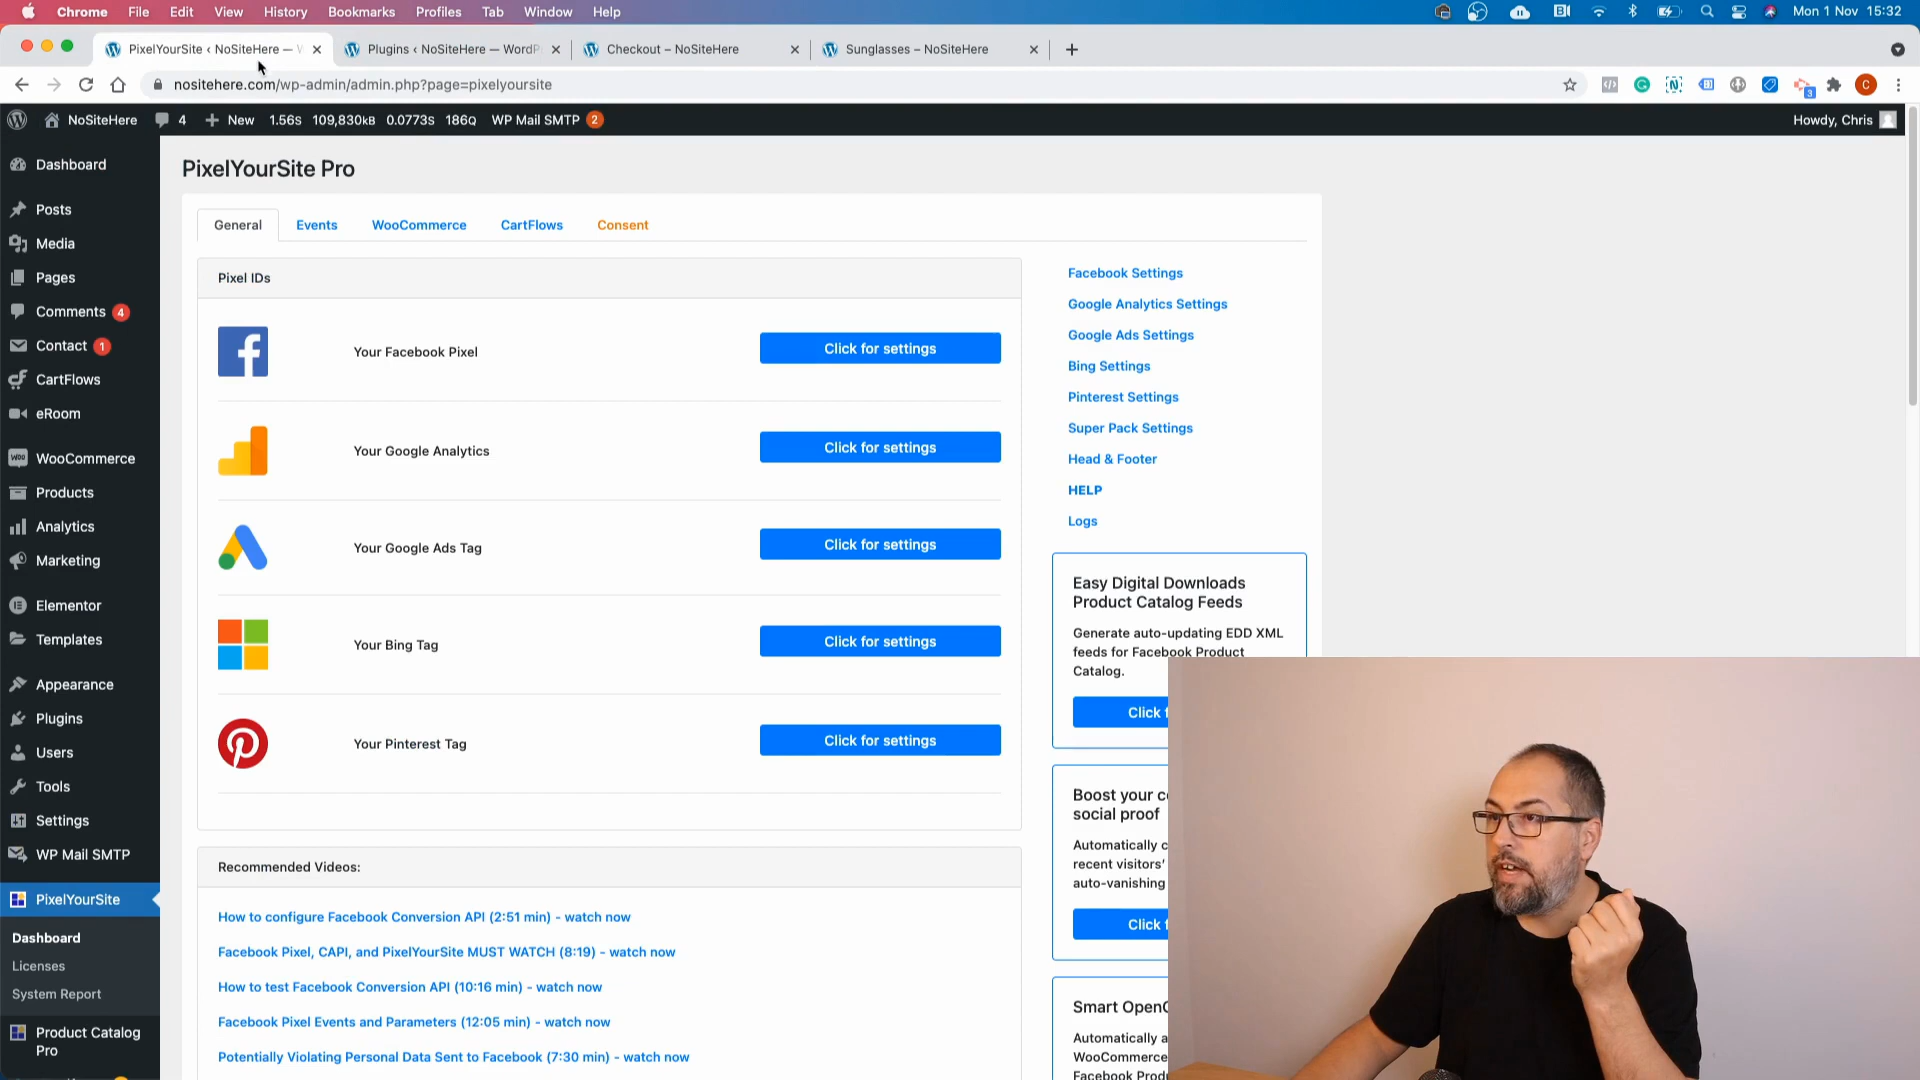 Chrome File Edit View History Bookmarks Profiles Tab Window Help
Mon 1 Nov 15:32
PixelYourSite ‹ NoSiteHere — W
Plugins ‹ NoSiteHere — WordP
Checkout – NoSiteHere
Sunglasses – NoSiteHere
nositehere.com/wp-admin/admin.php?page=pixelyoursite
C
3
NoSiteHere 4 New 1.56S 109,830KB 0.0773S 186Q WP Mail SMTP 2
Howdy, Chris
Dashboard
Posts
Media
Pages
Comments 4
Contact 1
CartFlows
eRoom
WooCommerce
Products
Analytics
Marketing
Elementor
Templates
Appearance
Plugins
Users
Tools
Settings
WP Mail SMTP
PixelYourSite
Dashboard
Licenses
System Report
Product Catalog
Pro
PixelYourSite Pro
General Events WooCommerce CartFlows Consent
Pixel IDs
Your Facebook Pixel
Click for settings
Your Google Analytics
Click for settings
Your Google Ads Tag
Click for settings
Your Bing Tag
Click for settings
Your Pinterest Tag
Click for settings
Recommended Videos:
How to configure Facebook Conversion API (2:51 min) - watch now
Facebook Pixel, CAPI, and PixelYourSite MUST WATCH (8:19) - watch now
How to test Facebook Conversion API (10:16 min) - watch now
Facebook Pixel Events and Parameters (12:05 min) - watch now
Potentially Violating Personal Data Sent to Facebook (7:30 min) - watch now
Facebook Settings
Google Analytics Settings
Google Ads Settings
Bing Settings
Pinterest Settings
Super Pack Settings
Head & Footer
HELP
Logs
Easy Digital Downloads
Product Catalog Feeds
Generate auto-updating EDD XML
feeds for Facebook Product
Catalog.
Click f
Boost your c
social proof
Automatically c
recent visitors'
auto-vanishing
Click f
Smart Open
Automatically a
WooCommerce
Facebook Prod